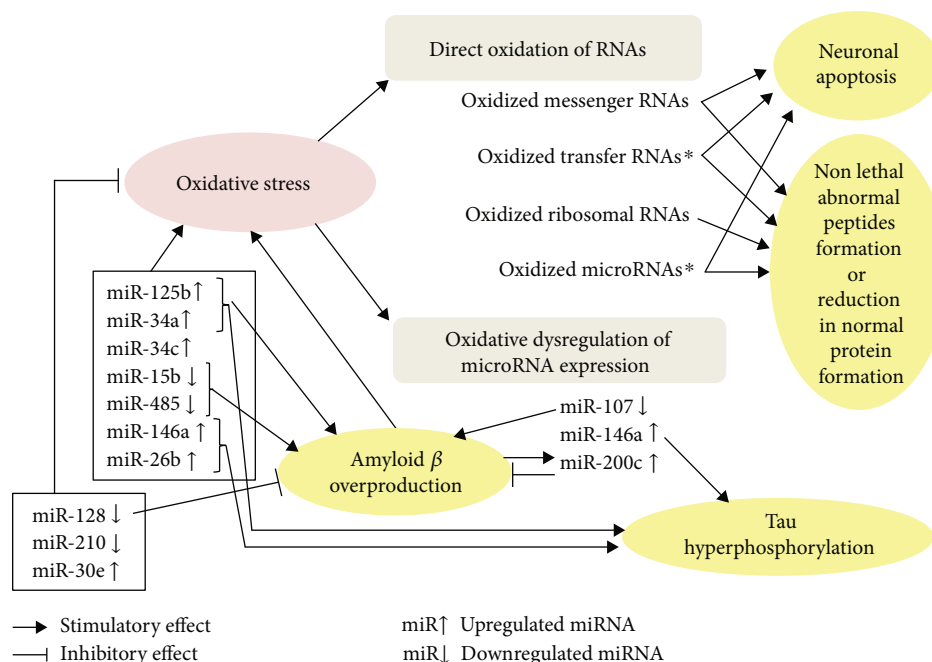 Direct oxidation of RNAs
Neuronal
apoptosis
Oxidized messenger RNAs
Oxidized transfer RNAs*
Oxidized ribosomal RNAs
Oxidized microRNAs*
Non lethal
abnormal
peptides
formation
or
reduction
in normal
protein
formation
Oxidative stress
miR-125b↑
miR-34a↑
miR-34c↑
miR-15b↓
miR-485↓
miR-146a↑
miR-26b↑
Oxidative dysregulation of
microRNA expression
miR-107↓
miR-146a↑
miR-200c↑
Amyloid β
overproduction
miR-128↓
miR-210↓
miR-30e↑
Tau
hyperphosphorylation
Stimulatory effect
Inhibitory effect
miR↑ Upregulated miRNA
miR↓ Downregulated miRNA